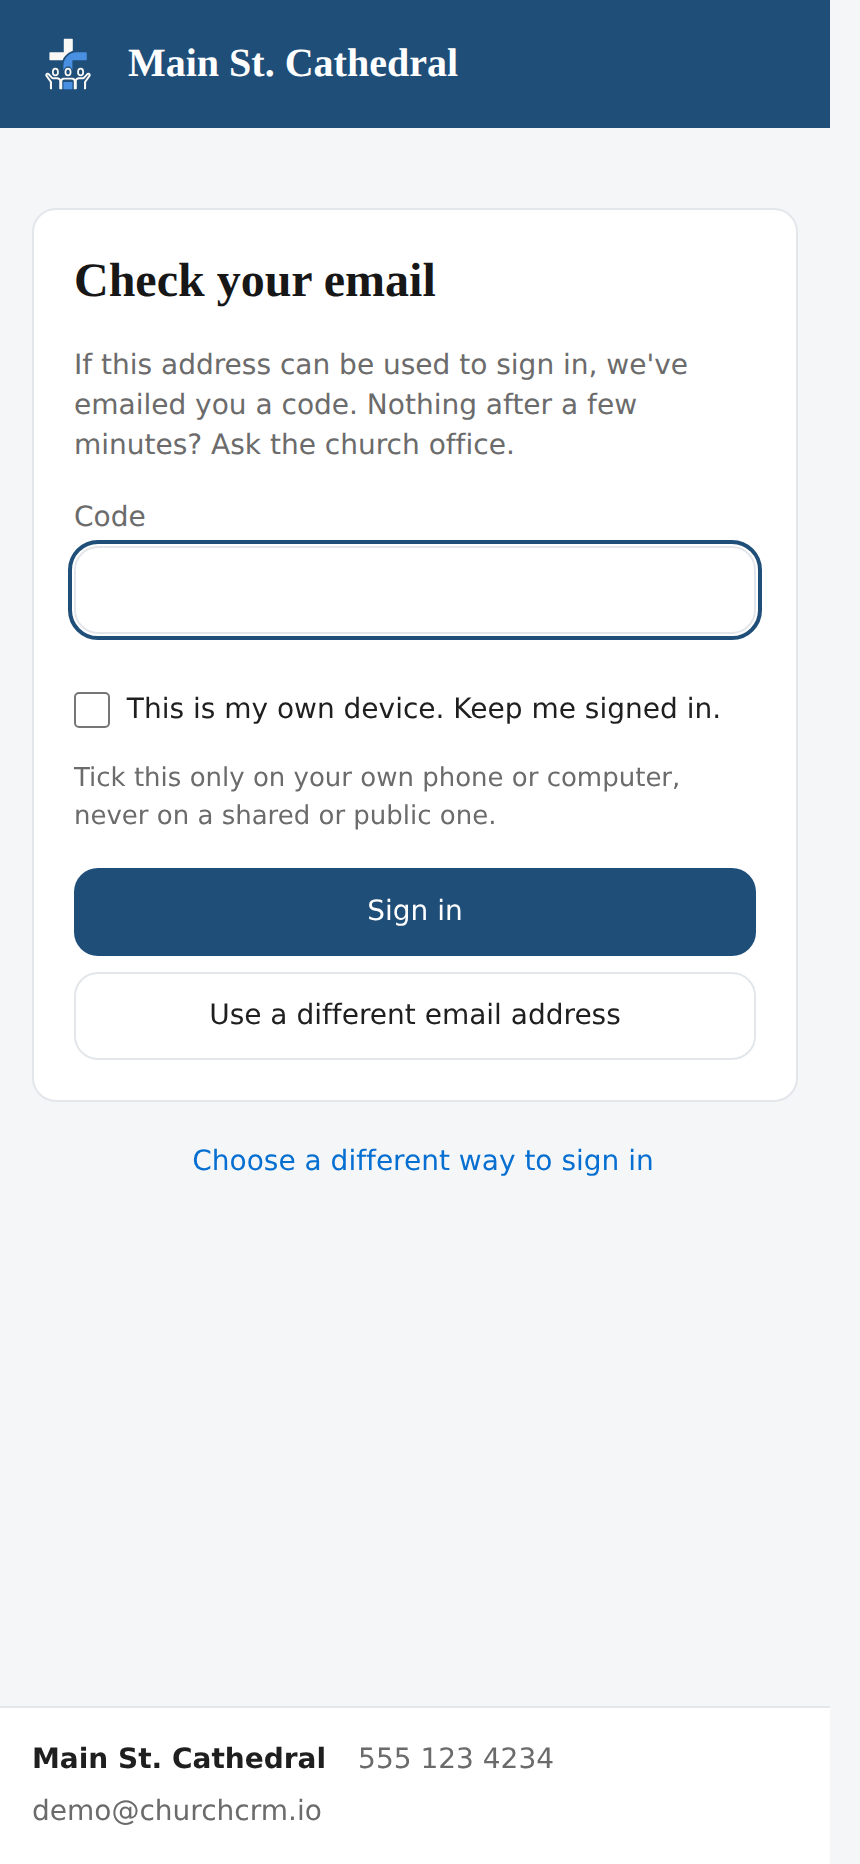 Main St. Cathedral
Check your email
If this address can be used to sign in, we've
emailed you a code. Nothing after a few
minutes? Ask the church office.
Code
This is my own device. Keep me signed in.
Tick this only on your own phone or computer,
never on a shared or public one.
Sign in
Use a different email address
Choose a different way to sign in
Main St. Cathedral 555 123 4234
demo@churchcrm.io